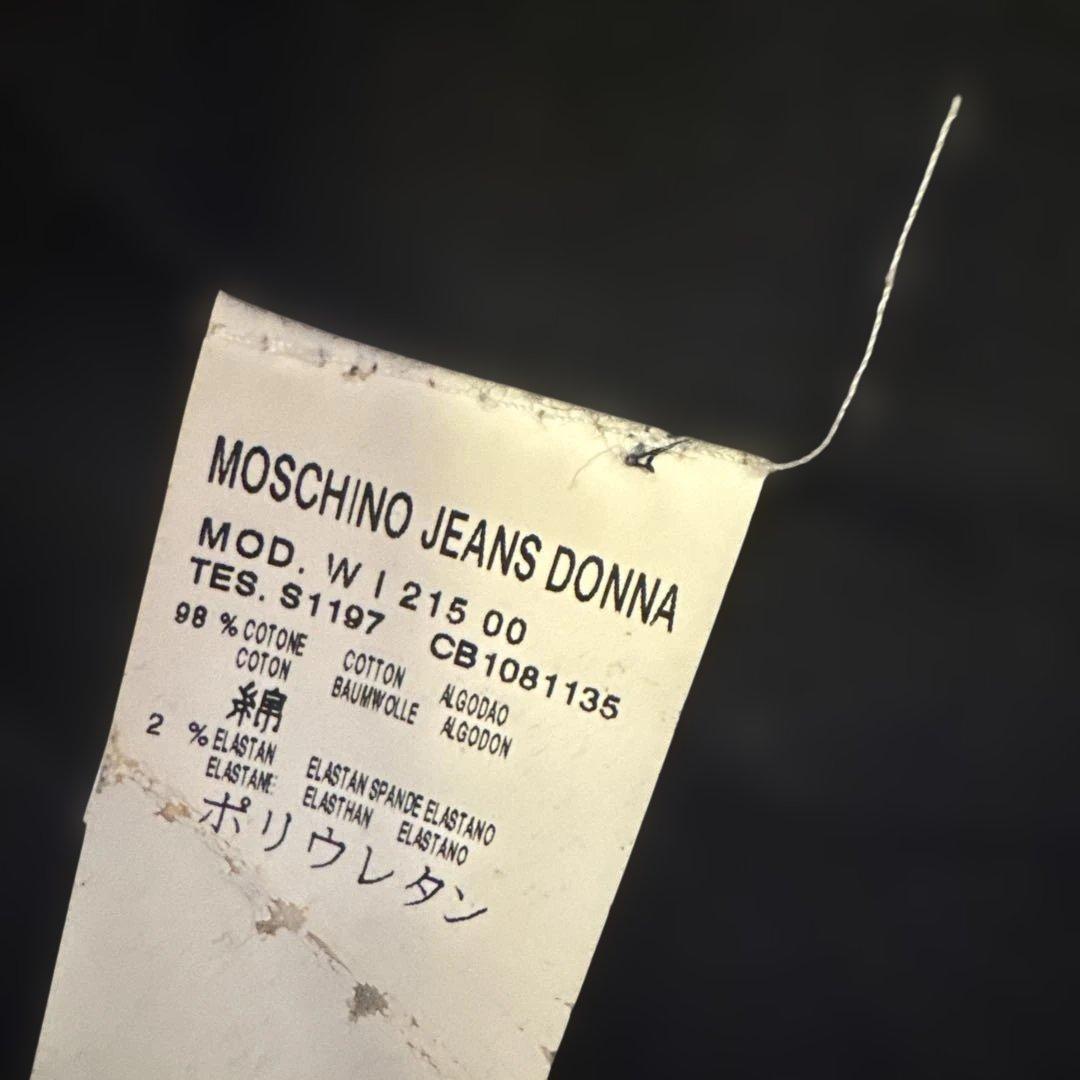 MOSCHINO JEANS DONNA
MOD. W I 215 00
TES. S1197 CB1081135
98 % COTONE COTTON ALGODAO
COTON BAUMWOLLE ALGODON
綿
2 % ELASTAN ELASTAN SPANDE ELASTANO
ELASTANE ELASTHAN ELASTANO
ポリウレタン